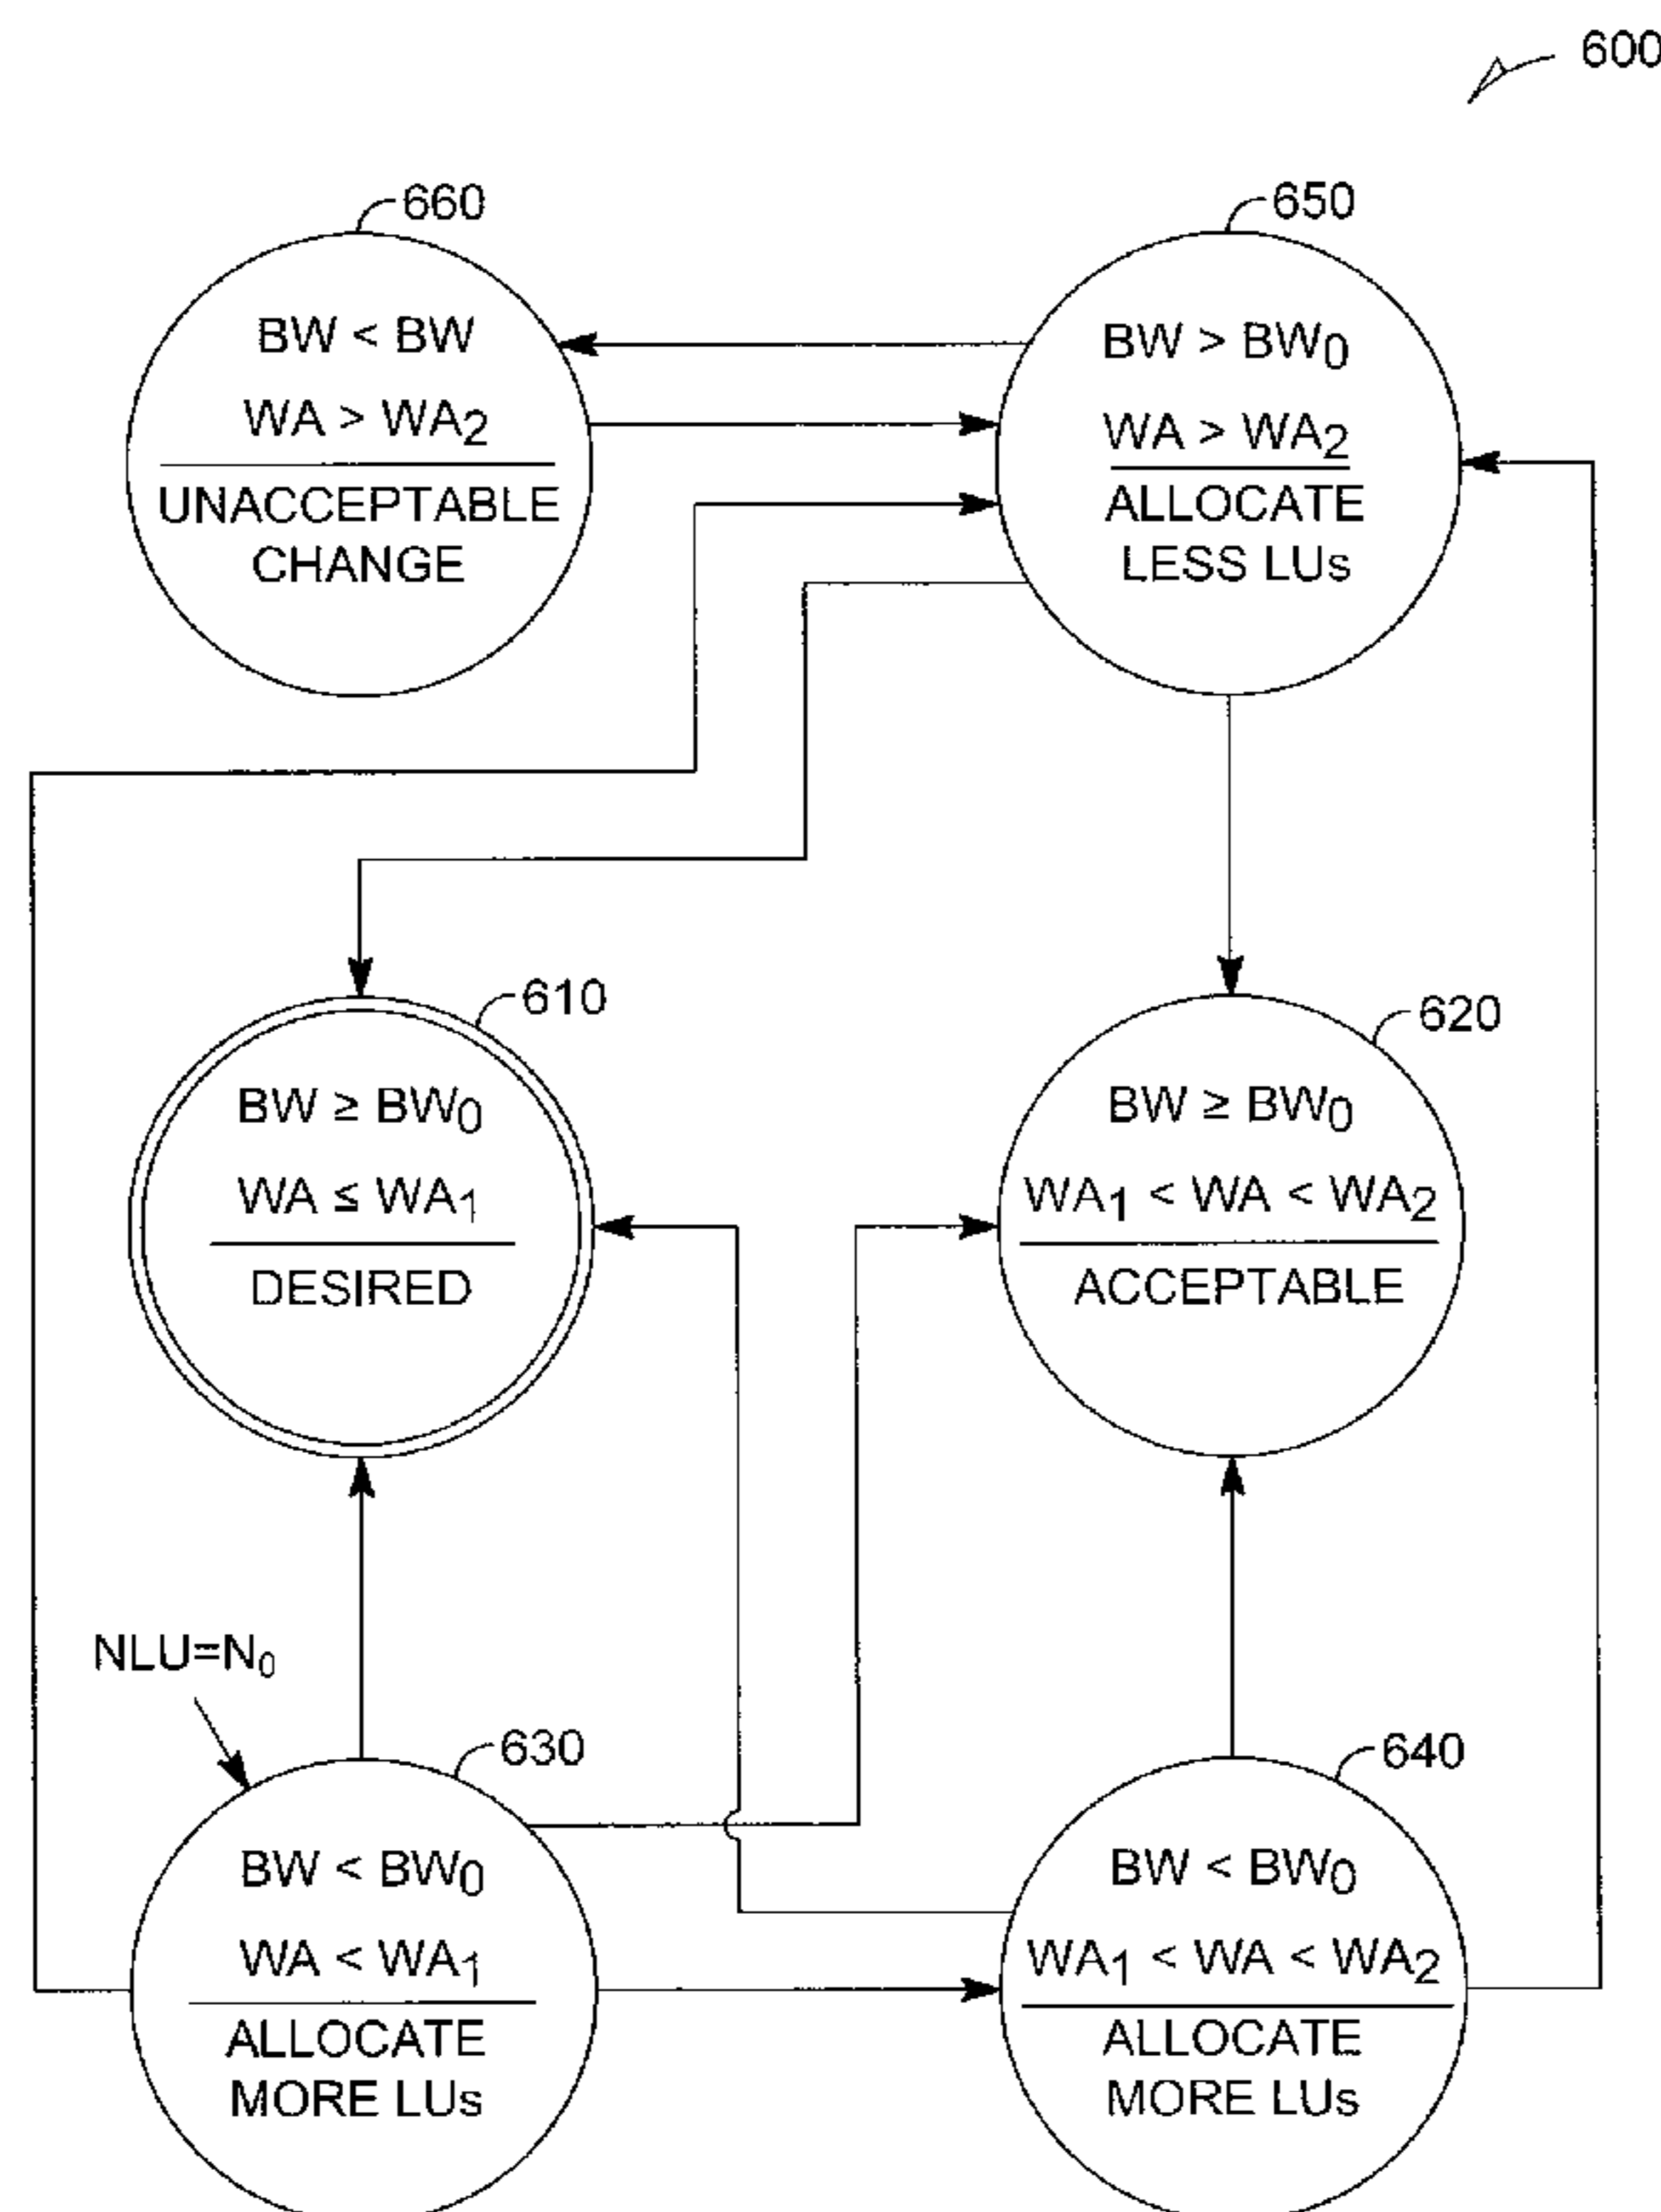 600
660
BW < BW
WA > WA2
UNACCEPTABLE
CHANGE
650
BW > BW0
WA > WA2
ALLOCATE
LESS LUs
610
BW ≥ BW0
WA ≤ WA1
DESIRED
620
BW ≥ BW0
WA1 < WA < WA2
ACCEPTABLE
NLU=N0
630
BW < BW0
WA < WA1
ALLOCATE
MORE LUs
640
BW < BW0
WA1 < WA < WA2
ALLOCATE
MORE LUs